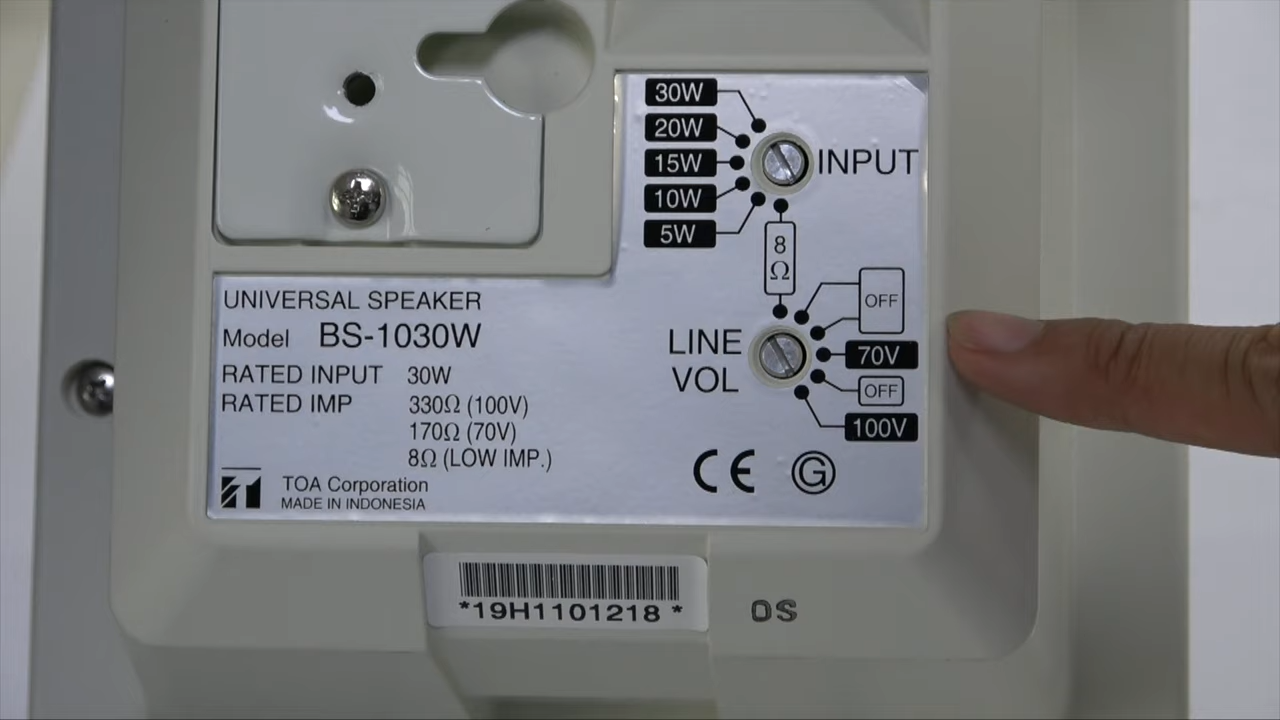 30W
20W
15W
10W
5W
INPUT
8
Ω
OFF
LINE
VOL
70V
OFF
100V
UNIVERSAL SPEAKER
Model BS-1030W
RATED INPUT 30W
RATED IMP 330Ω (100V)
170Ω (70V)
8Ω (LOW IMP.)
TOA Corporation
MADE IN INDONESIA
CE G
*19H1101218*
OS